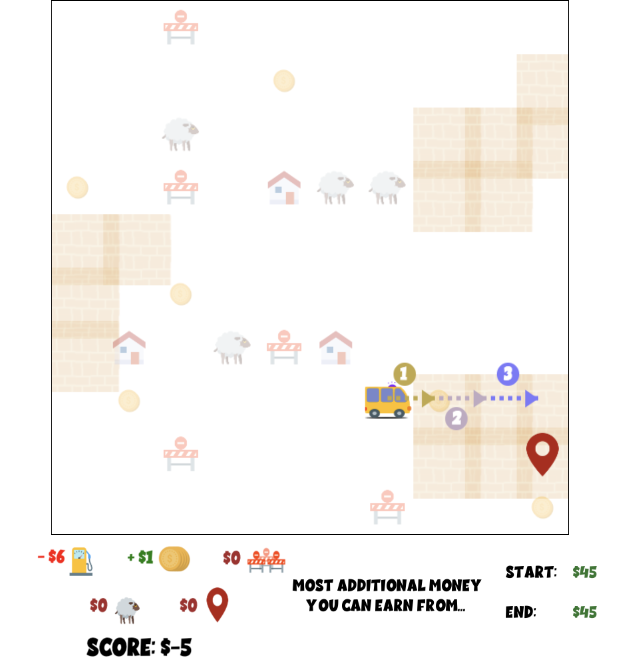 1
3
2
- $6
+ $1
$0
$0
$0
MOST ADDITIONAL MONEY
YOU CAN EARN FROM...
START: $45
END: $45
SCORE: $-5